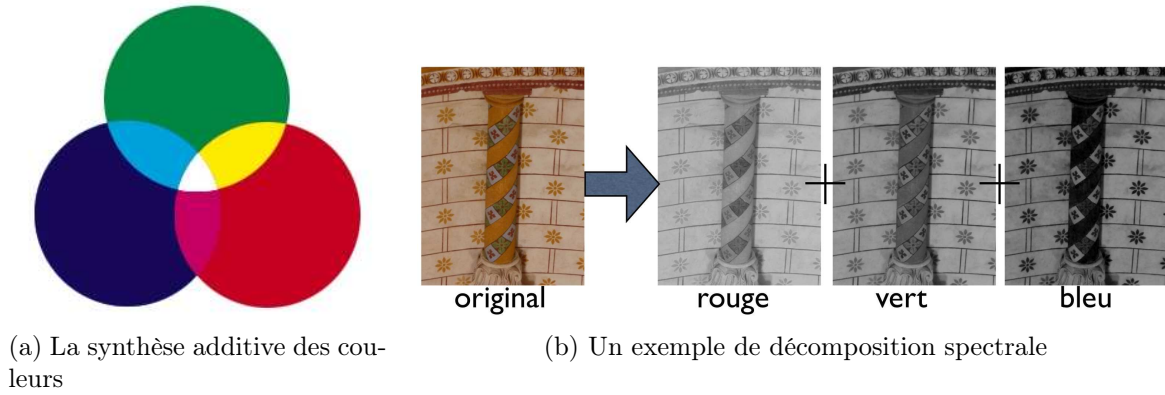 original
rouge
vert
bleu
(a) La synthèse additive des cou-
leurs
(b) Un exemple de décomposition spectrale